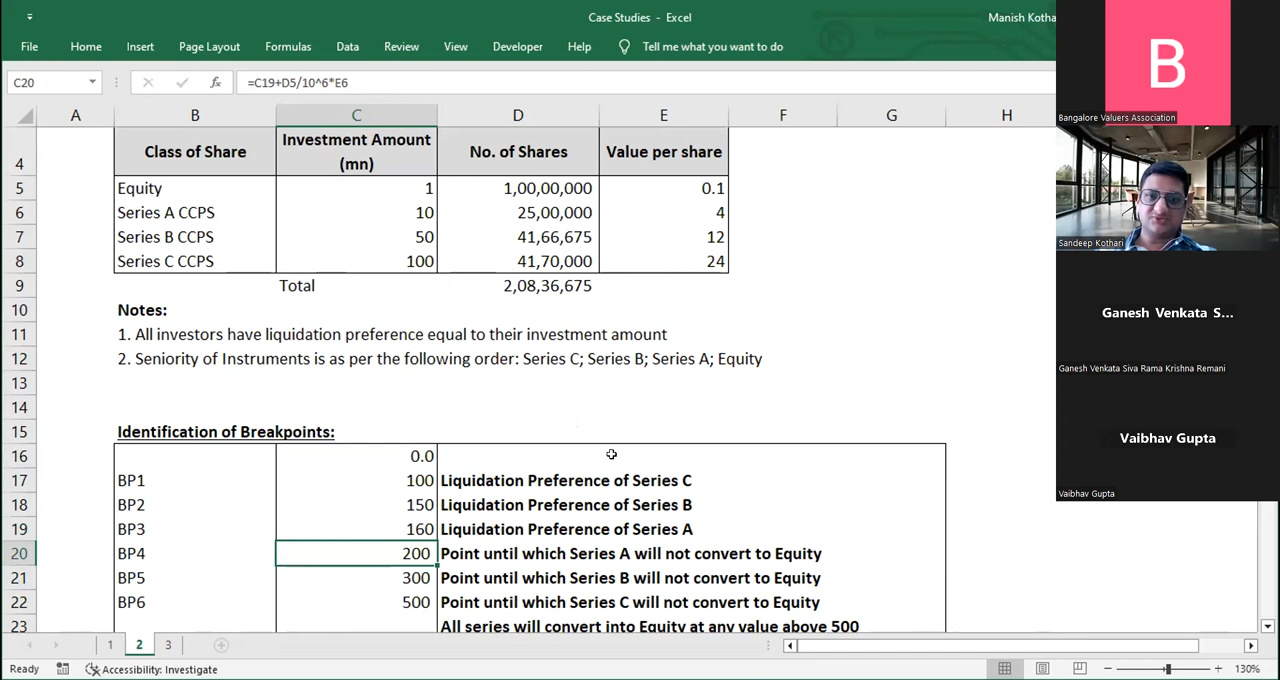 Case Studies - Excel
Manish Kotha
File Home Insert Page Layout Formulas Data Review View Developer Help Tell me what you want to do
C20 fx =C19+D5/10^6*E6
A B C D E F G H
4 Class of Share Investment Amount (mn) No. of Shares Value per share
5 Equity 1 1,00,00,000 0.1
6 Series A CCPS 10 25,00,000 4
7 Series B CCPS 50 41,66,675 12
8 Series C CCPS 100 41,70,000 24
9 Total 2,08,36,675
10 Notes:
11 1. All investors have liquidation preference equal to their investment amount
12 2. Seniority of Instruments is as per the following order: Series C; Series B; Series A; Equity
13
14
15 Identification of Breakpoints:
16 0.0
17 BP1 100 Liquidation Preference of Series C
18 BP2 150 Liquidation Preference of Series B
19 BP3 160 Liquidation Preference of Series A
20 BP4 200 Point until which Series A will not convert to Equity
21 BP5 300 Point until which Series B will not convert to Equity
22 BP6 500 Point until which Series C will not convert to Equity
23 All series will convert into Equity at any value above 500
1 2 3
Ready Accessibility: Investigate 130%
B
Bangalore Valuers Association
Sandeep Kothari
Ganesh Venkata S...
Ganesh Venkata Siva Rama Krishna Remani
Vaibhav Gupta
Vaibhav Gupta